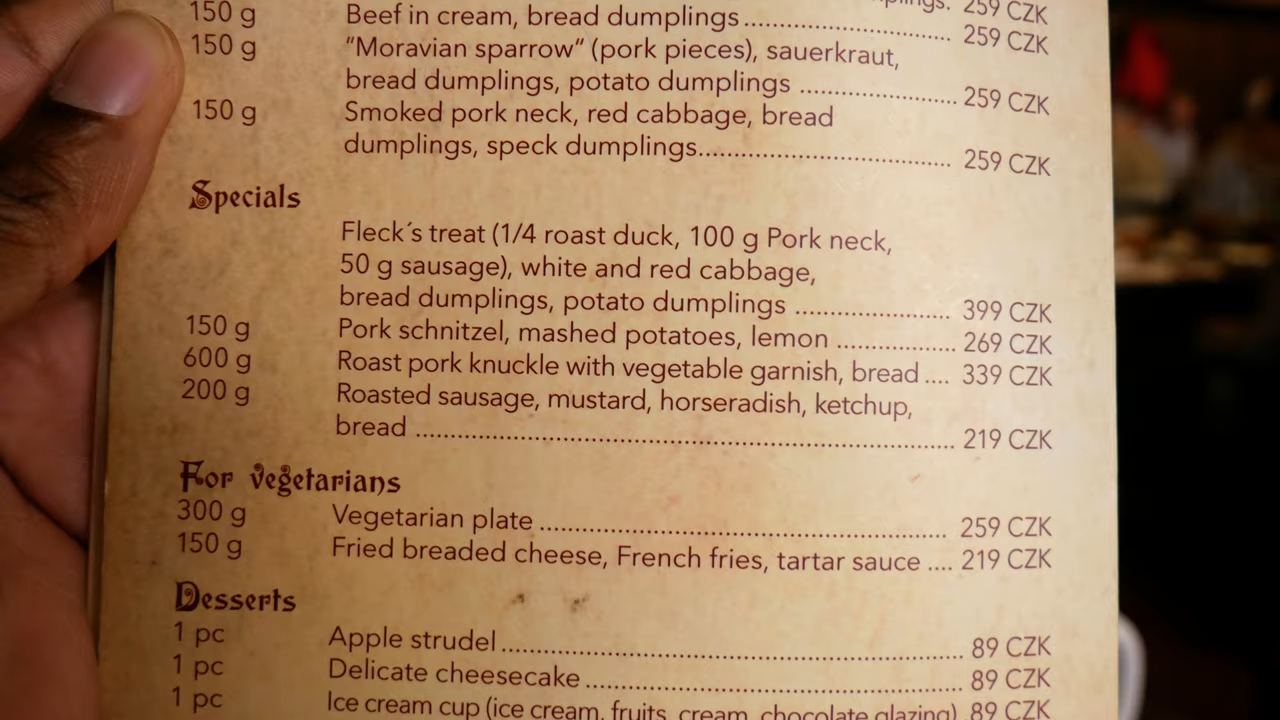 259 CZK
150 g Beef in cream, bread dumplings ........ 259 CZK
150 g "Moravian sparrow" (pork pieces), sauerkraut,
bread dumplings, potato dumplings ........ 259 CZK
150 g Smoked pork neck, red cabbage, bread
dumplings, speck dumplings........ 259 CZK
Specials
Fleck´s treat (1/4 roast duck, 100 g Pork neck,
50 g sausage), white and red cabbage,
bread dumplings, potato dumplings ........ 399 CZK
150 g Pork schnitzel, mashed potatoes, lemon ........ 269 CZK
600 g Roast pork knuckle with vegetable garnish, bread .... 339 CZK
200 g Roasted sausage, mustard, horseradish, ketchup,
bread ........ 219 CZK
For vegetarians
300 g Vegetarian plate ........ 259 CZK
150 g Fried breaded cheese, French fries, tartar sauce .... 219 CZK
Desserts
1 pc Apple strudel ........ 89 CZK
1 pc Delicate cheesecake ........ 89 CZK
1 pc Ice cream cup (ice cream, fruits, cream, chocolate glazing) 89 CZK